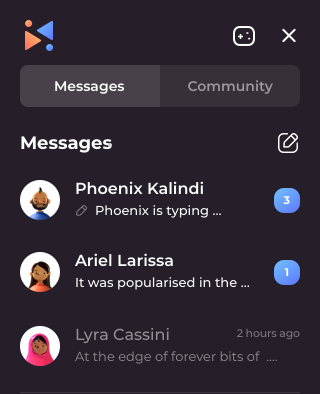 Messages
Community
Messages
Phoenix Kalindi
3
Phoenix is typing ...
Ariel Larissa
1
It was popularised in the ...
Lyra Cassini
2 hours ago
At the edge of forever bits of ....